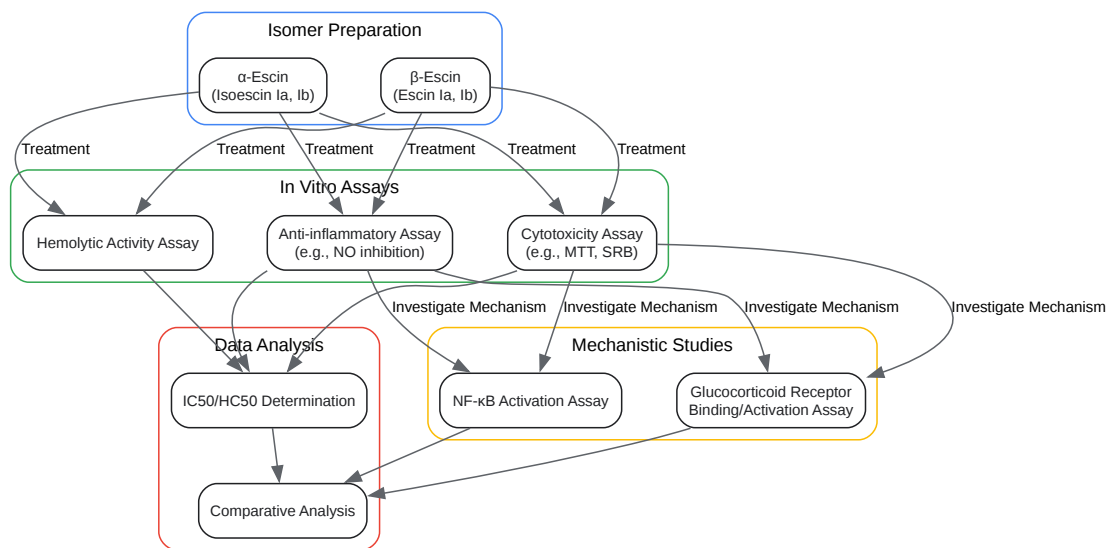 Isomer Preparation
α-Escin
(Isoescin Ia, Ib)
β-Escin
(Escin Ia, Ib)
Treatment
Treatment
Treatment
Treatment
Treatment
Treatment
In Vitro Assays
Hemolytic Activity Assay
Anti-inflammatory Assay
(e.g., NO inhibition)
Cytotoxicity Assay
(e.g., MTT, SRB)
Investigate Mechanism
Investigate Mechanism
Investigate Mechanism
Investigate Mechanism
Data Analysis
Mechanistic Studies
IC50/HC50 Determination
NF-κB Activation Assay
Glucocorticoid Receptor
Binding/Activation Assay
Comparative Analysis